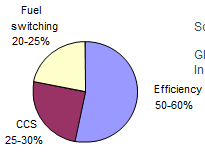 Fuel
switching
20-25%
Efficiency
50-60%
CCS
25-30%